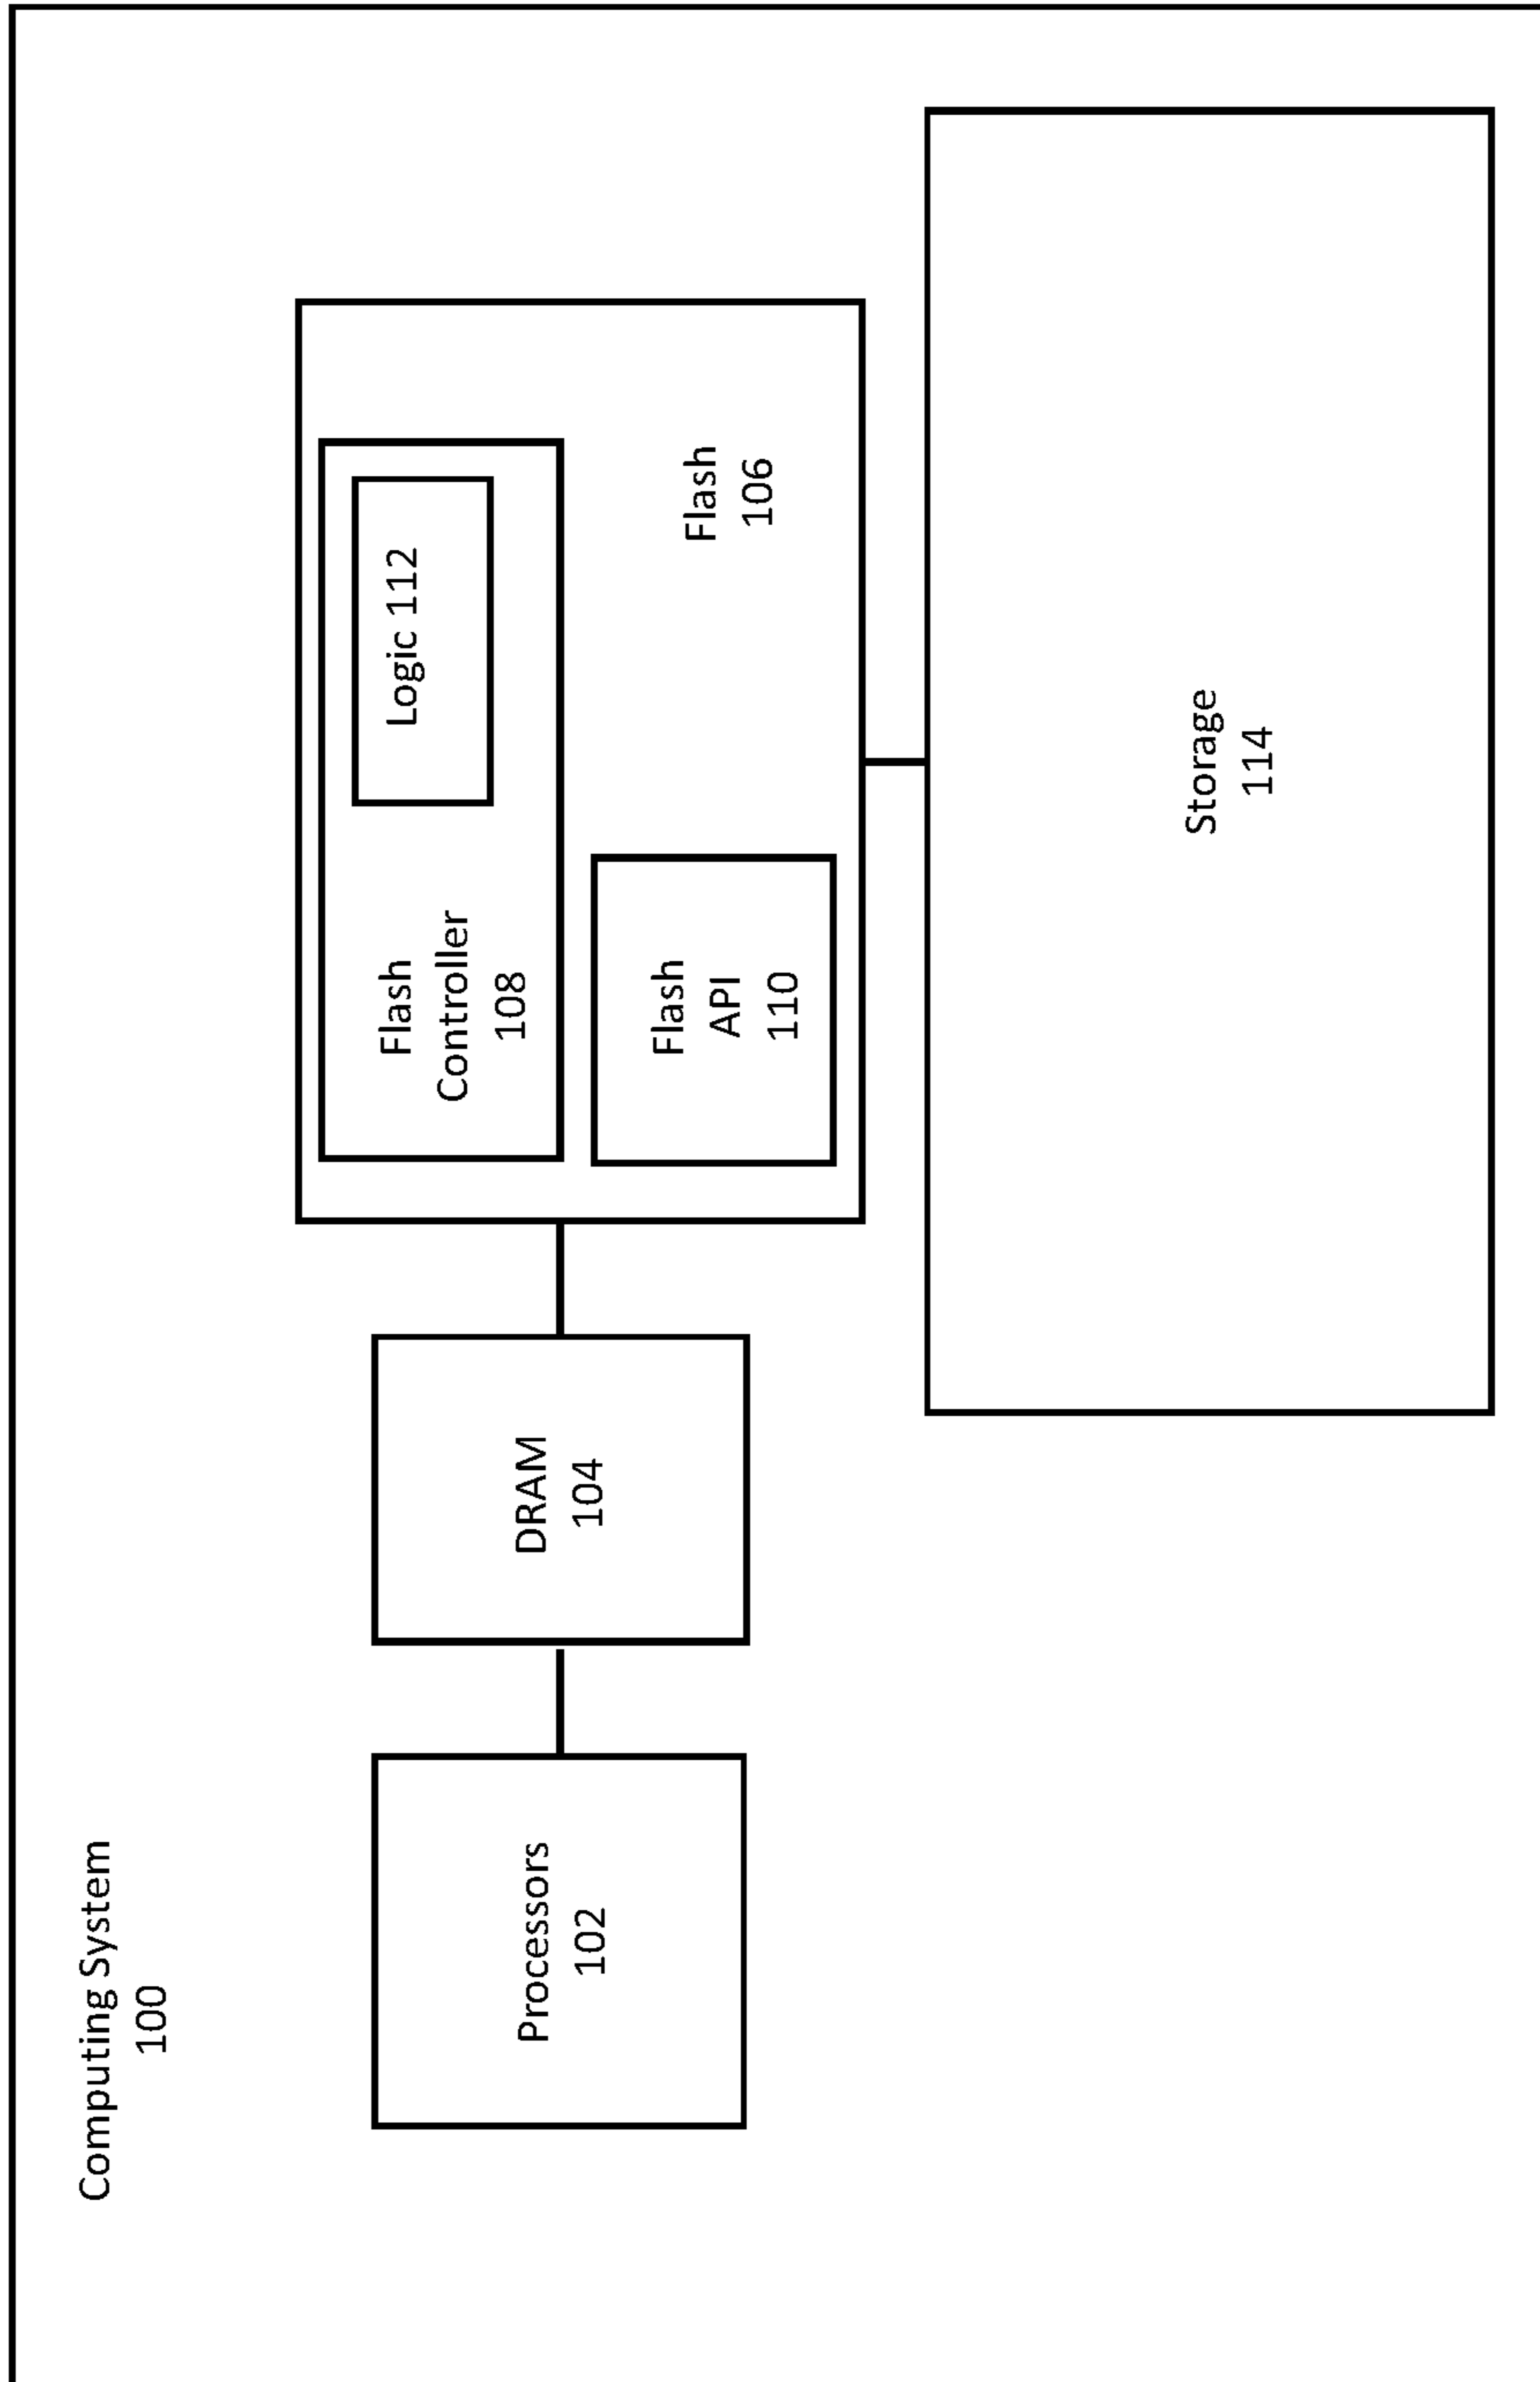 Computing System
100
Processors
102
DRAM
104
Flash
Controller
108
Logic 112
Flash
API
110
Flash
106
Storage
114